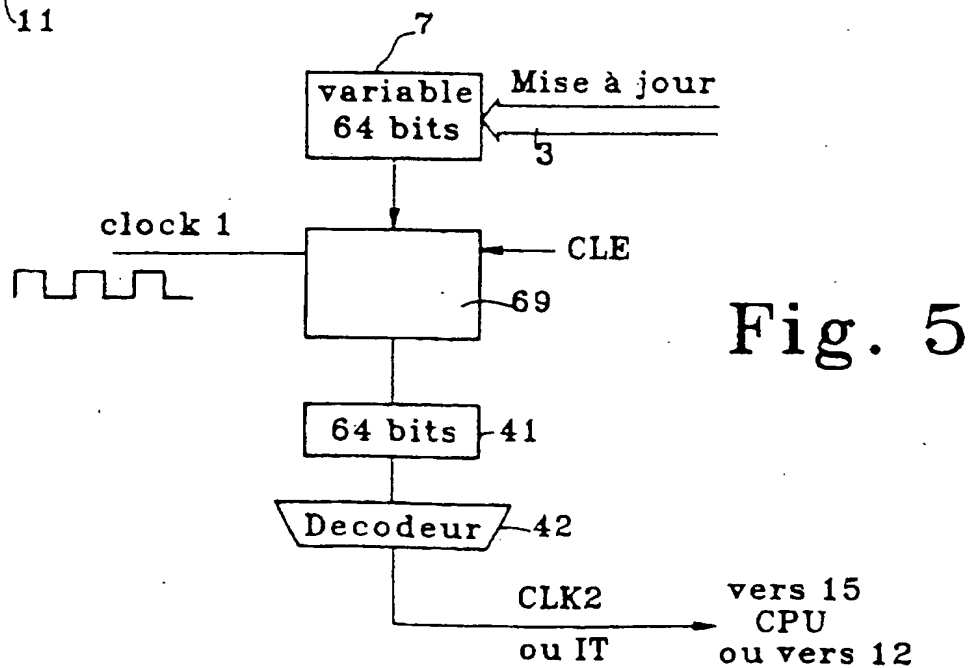 11
7
variable
64 bits
Mise à jour
3
clock 1
CLE
69
Fig. 5
64 bits
41
Decodeur
42
CLK2
ou IT
vers 15
CPU
ou vers 12